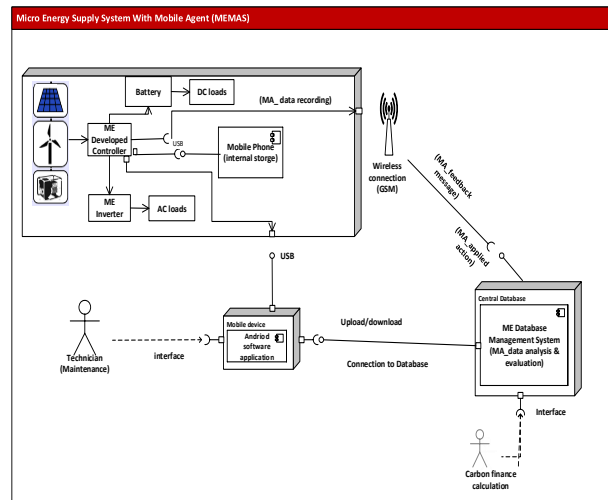 Micro Energy Supply System With Mobile Agent (MEMAS)
Battery
DC loads
(MA_ data recording)
ME
Developed
Controller
USB
Mobile Phone
(internal storge)
Wireless
connection
(GSM)
(MA_feedback
message)
(MA_applied
action)
ME
Inverter
AC loads
USB
Central Database
ME Database
Management System
(MA_data analysis &
evaluation)
Mobile device
Andriod
software
application
Upload/download
Connection to Database
Technician
(Maintenance)
interface
Interface
Carbon finance
calculation